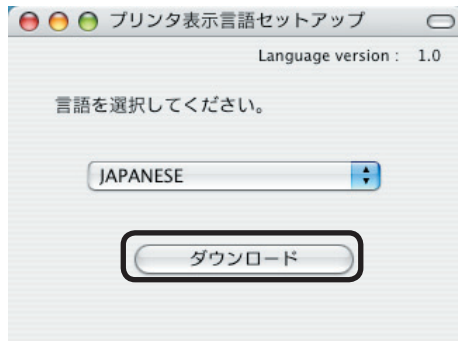 プリンタ表示言語セットアップ
Language version : 1.0
言語を選択してください。
JAPANESE
ダウンロード